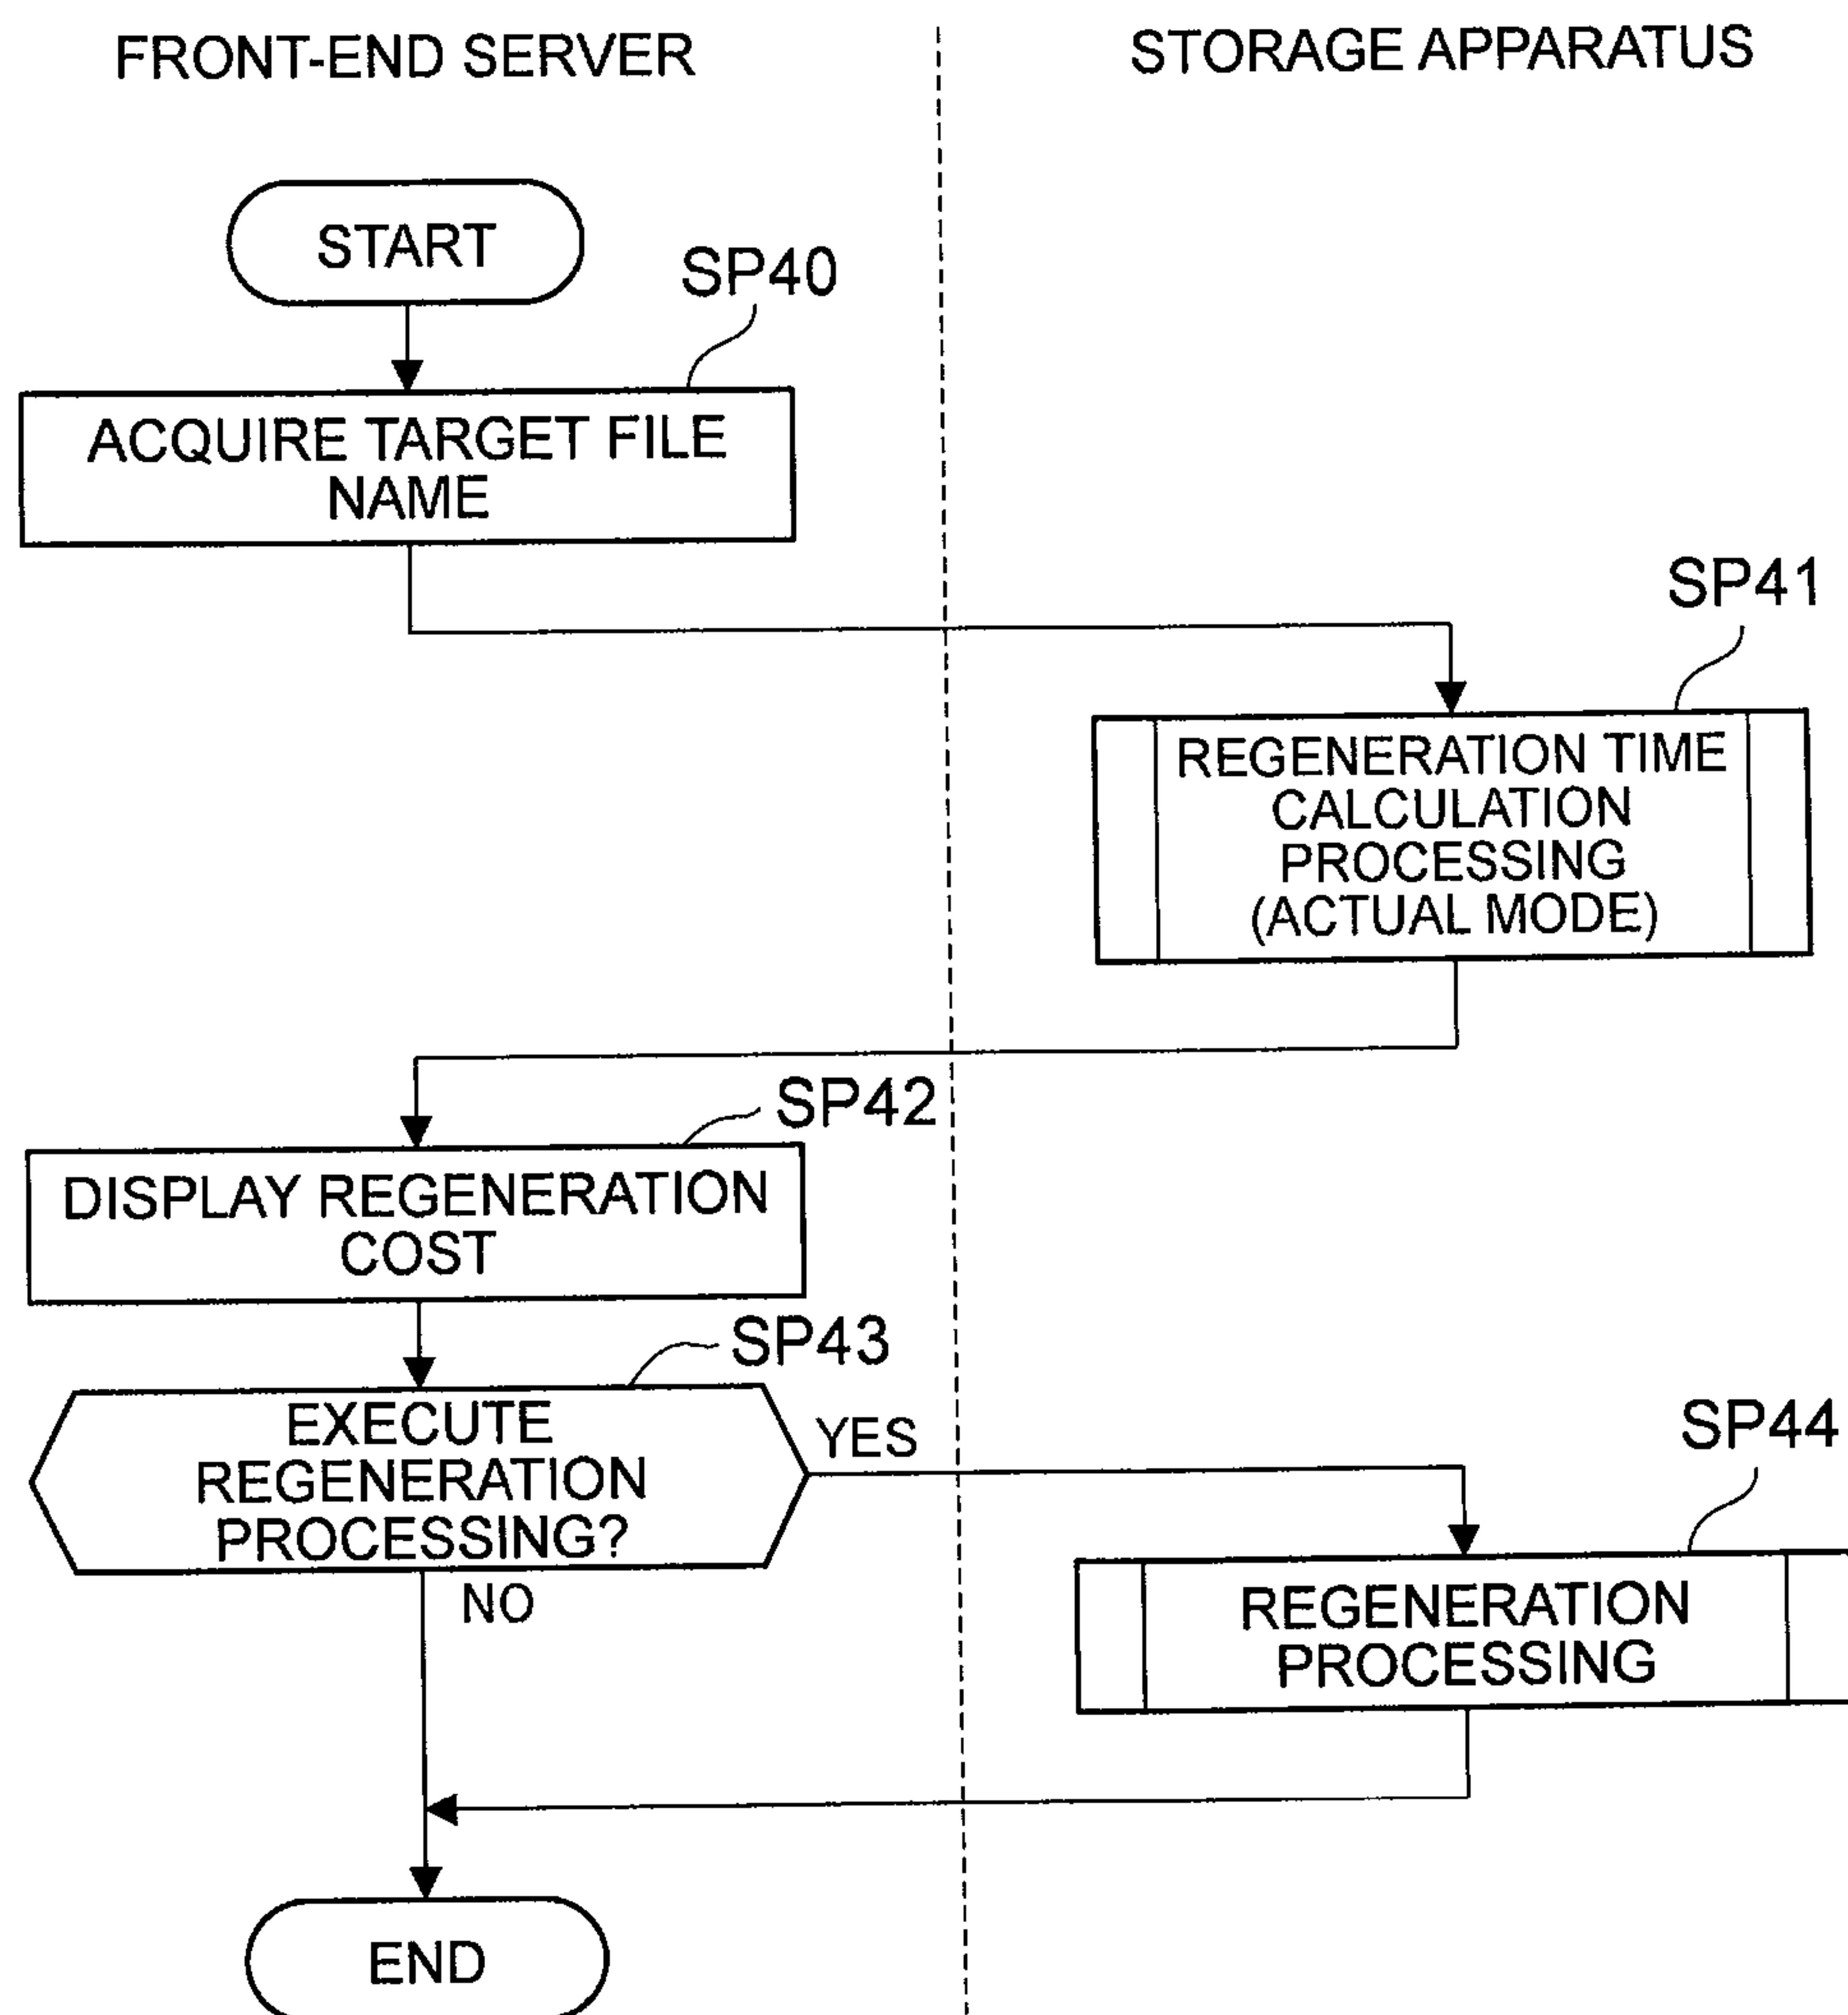 FRONT-END SERVER
STORAGE APPARATUS
START
SP40
ACQUIRE TARGET FILE
NAME
SP41
REGENERATION TIME
CALCULATION
PROCESSING
(ACTUAL MODE)
SP42
DISPLAY REGENERATION
COST
SP43
EXECUTE
REGENERATION
PROCESSING?
YES
NO
SP44
REGENERATION
PROCESSING
END